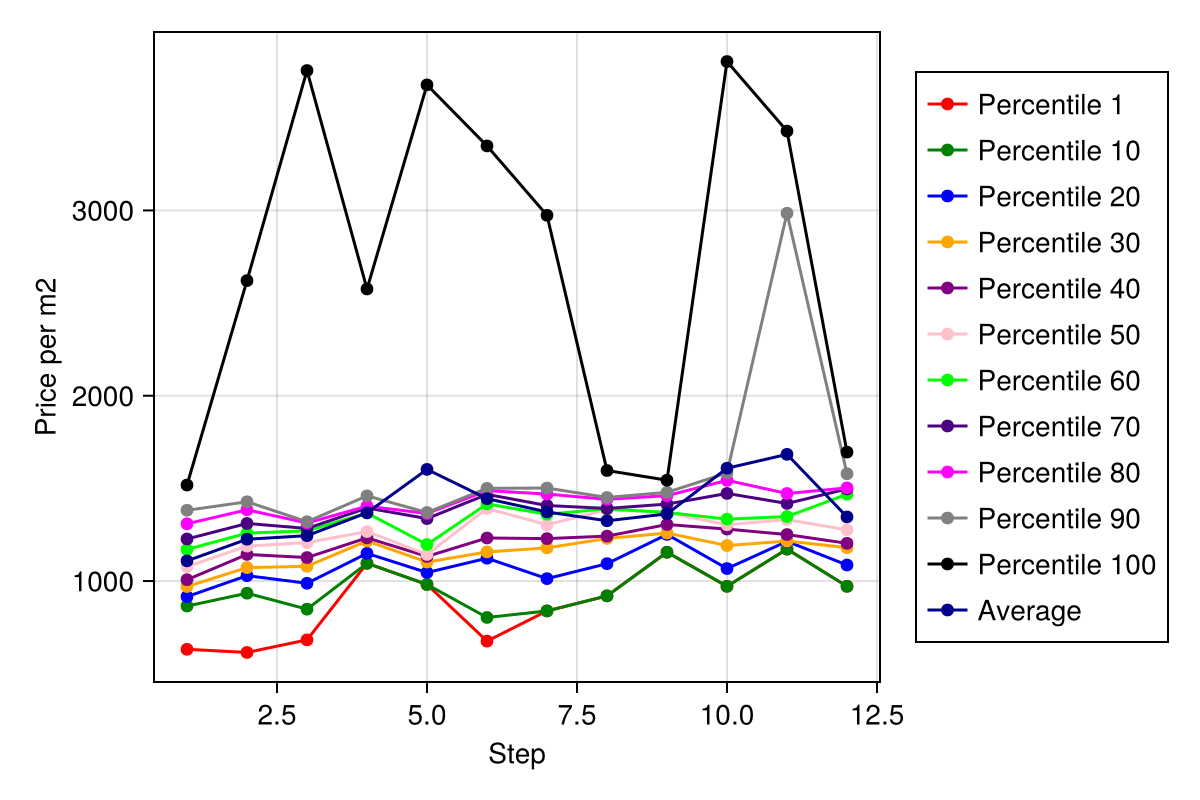 3000
2000
1000
Price per m2
2.5 5.0 7.5 10.0 12.5
Step
Percentile 1
Percentile 10
Percentile 20
Percentile 30
Percentile 40
Percentile 50
Percentile 60
Percentile 70
Percentile 80
Percentile 90
Percentile 100
Average